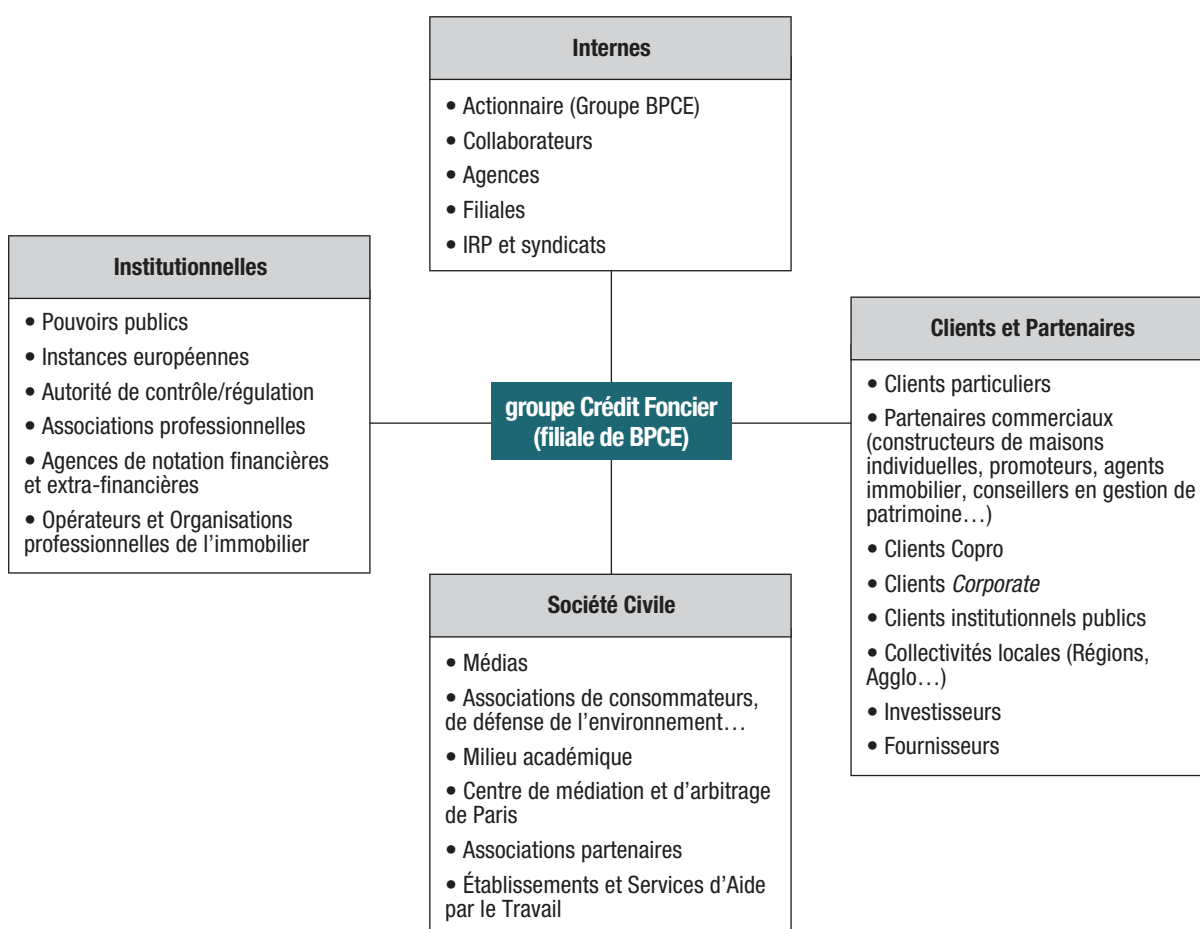 Internes
• Actionnaire (Groupe BPCE)
• Collaborateurs
• Agences
• Filiales
• IRP et syndicats
Institutionnelles
• Pouvoirs publics
• Instances européennes
• Autorité de contrôle/régulation
• Associations professionnelles
• Agences de notation financières
et extra-financières
• Opérateurs et Organisations
professionnelles de l’immobilier
groupe Crédit Foncier
(filiale de BPCE)
Clients et Partenaires
• Clients particuliers
• Partenaires commerciaux
(constructeurs de maisons
individuelles, promoteurs, agents
immobilier, conseillers en gestion de
patrimoine…)
• Clients Copro
• Clients Corporate
• Clients institutionnels publics
• Collectivités locales (Régions,
Agglo…)
• Investisseurs
• Fournisseurs
Société Civile
• Médias
• Associations de consommateurs,
de défense de l’environnement…
• Milieu académique
• Centre de médiation et d’arbitrage
de Paris
• Associations partenaires
• Établissements et Services d’Aide
par le Travail